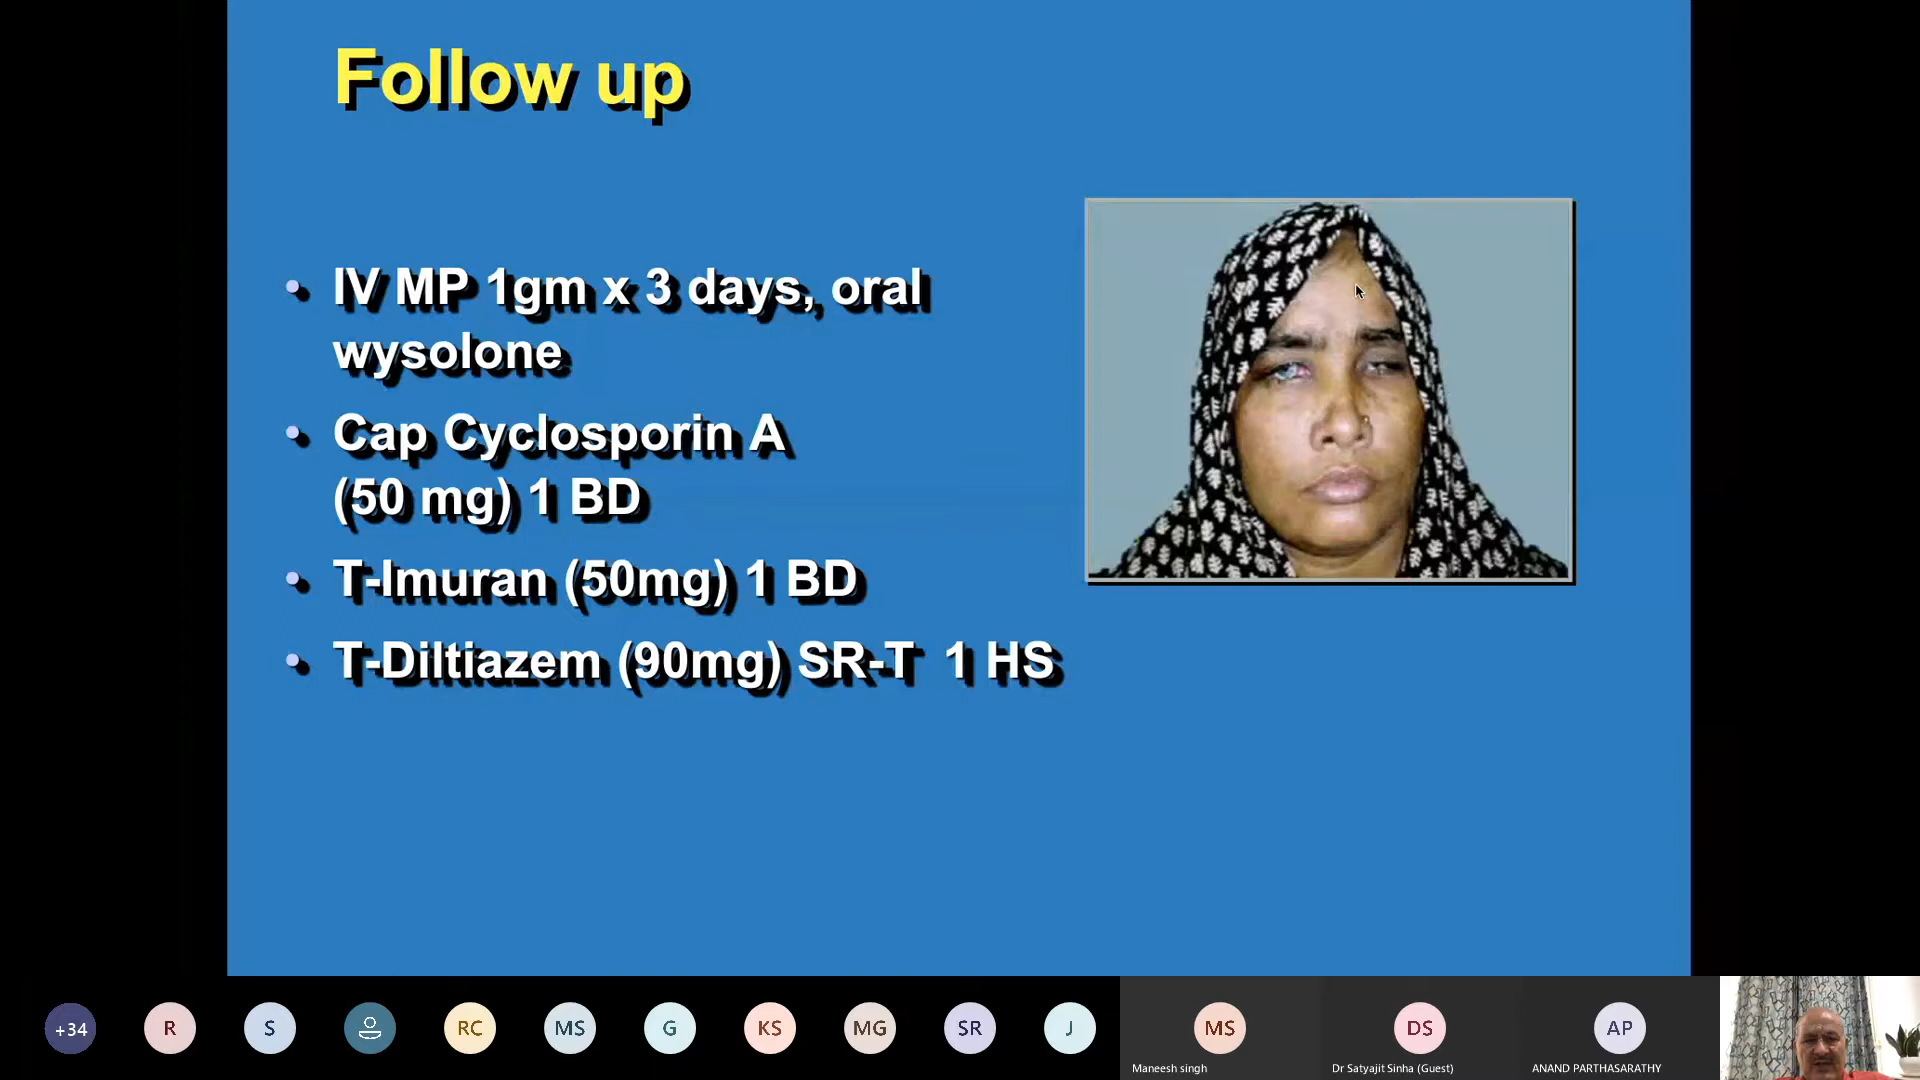 Follow up
• IV MP 1gm x 3 days, oral
wysolone
• Cap Cyclosporin A
(50 mg) 1 BD
• T-Imuran (50mg) 1 BD
• T-Diltiazem (90mg) SR-T 1 HS
+34
R
S
RC
MS
G
KS
MG
SR
J
MS
DS
AP
Maneesh singh
Dr Satyajit Sinha (Guest)
ANAND PARTHASARATHY